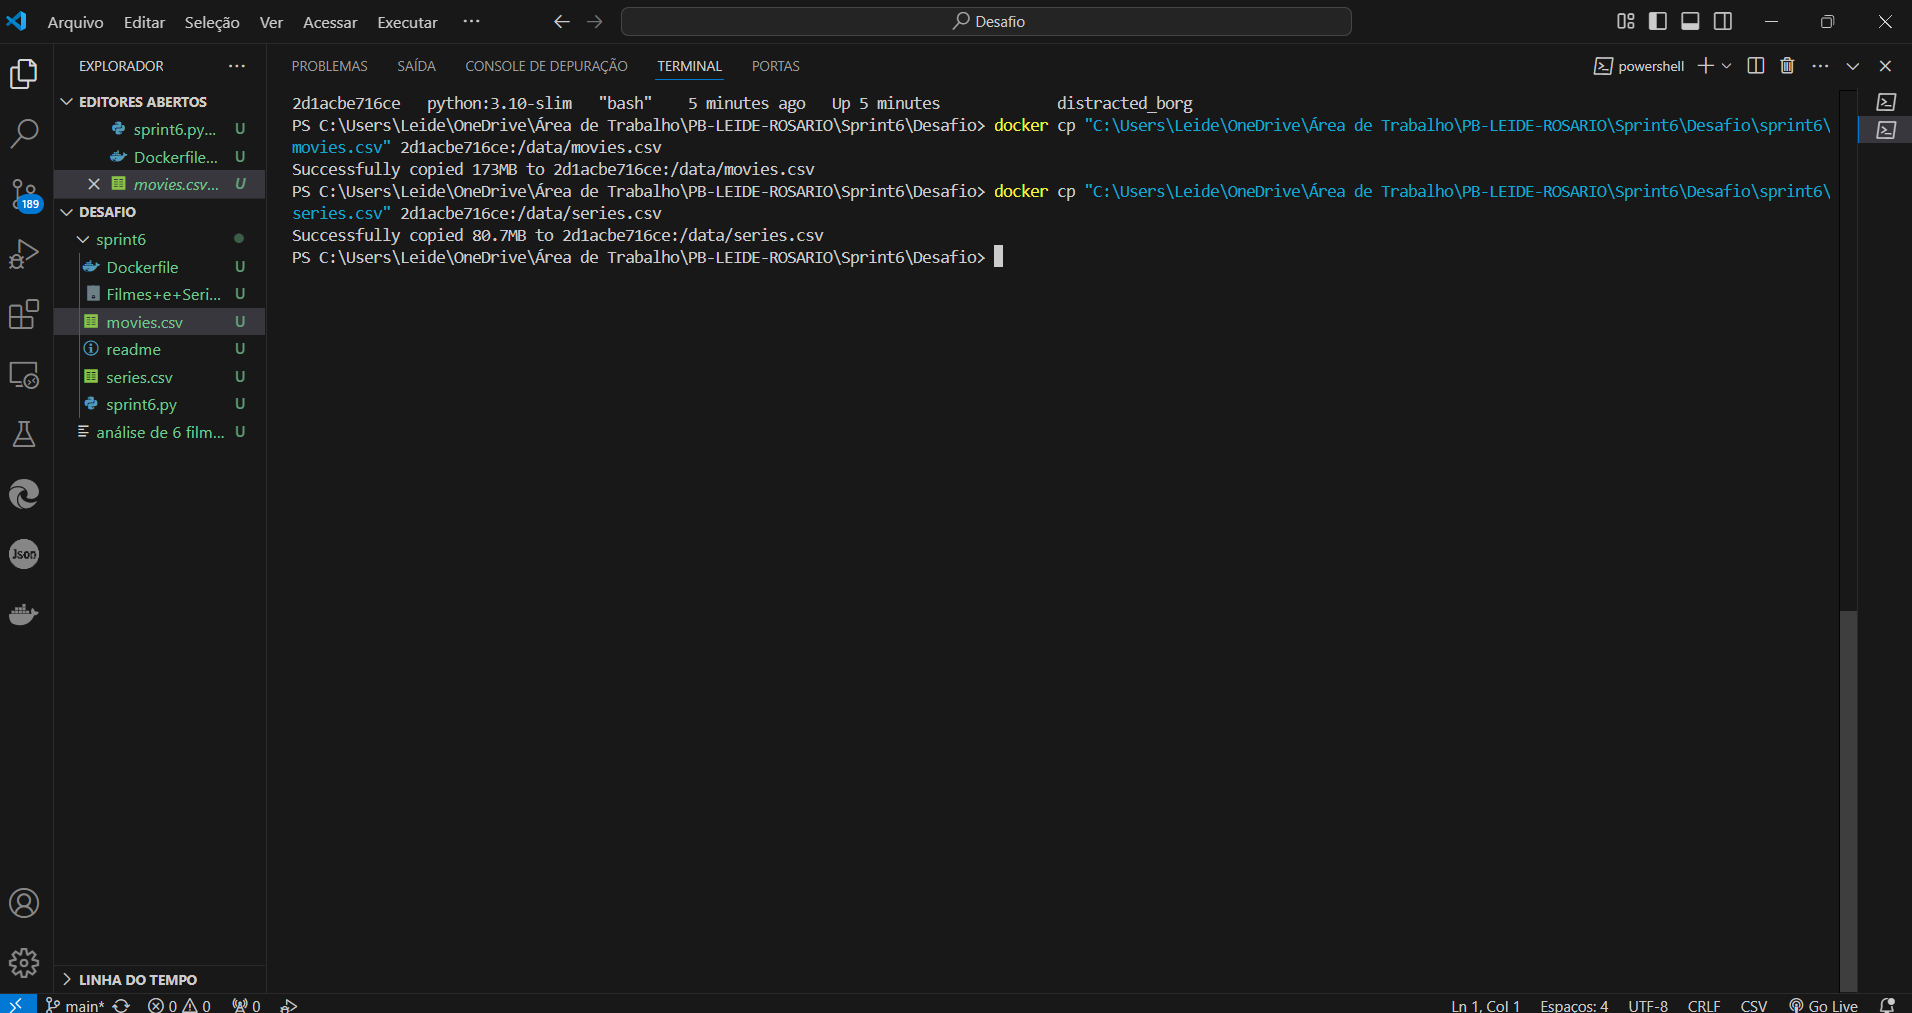 Arquivo Editar Seleção Ver Acessar Executar ··· Desafio
EXPLORADOR ···
EDITORES ABERTOS
sprint6.py... U
Dockerfile... U
movies.csv... U
DESAFIO
sprint6
Dockerfile U
Filmes+e+Seri... U
movies.csv U
readme U
series.csv U
sprint6.py U
análise de 6 film... U
LINHA DO TEMPO
189
Json
PROBLEMAS SAÍDA CONSOLE DE DEPURAÇÃO TERMINAL PORTAS powershell
2d1acbe716ce python:3.10-slim "bash" 5 minutes ago Up 5 minutes distracted_borg
PS C:\Users\Leide\OneDrive\Área de Trabalho\PB-LEIDE-ROSARIO\Sprint6\Desafio> docker cp "C:\Users\Leide\OneDrive\Área de Trabalho\PB-LEIDE-ROSARIO\Sprint6\Desafio\sprint6\
movies.csv" 2d1acbe716ce:/data/movies.csv
Successfully copied 173MB to 2d1acbe716ce:/data/movies.csv
PS C:\Users\Leide\OneDrive\Área de Trabalho\PB-LEIDE-ROSARIO\Sprint6\Desafio> docker cp "C:\Users\Leide\OneDrive\Área de Trabalho\PB-LEIDE-ROSARIO\Sprint6\Desafio\sprint6\
series.csv" 2d1acbe716ce:/data/series.csv
Successfully copied 80.7MB to 2d1acbe716ce:/data/series.csv
PS C:\Users\Leide\OneDrive\Área de Trabalho\PB-LEIDE-ROSARIO\Sprint6\Desafio>
main* 0 0 0 Ln 1, Col 1 Espaços: 4 UTF-8 CRLF CSV Go Live